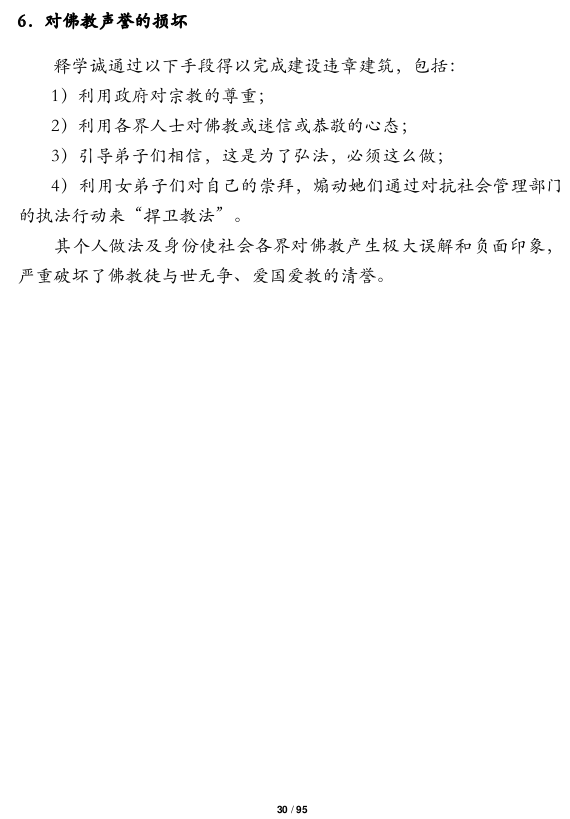 6．对佛教声誉的损坏
释学诚通过以下手段得以完成建设违章建筑，包括：
1）利用政府对宗教的尊重；
2）利用各界人士对佛教或迷信或恭敬的心态；
3）引导弟子们相信，这是为了弘法，必须这么做；
4）利用女弟子们对自己的崇拜，煽动她们通过对抗社会管理部门
的执法行动来“捍卫教法”。
其个人做法及身份使社会各界对佛教产生极大误解和负面印象，
严重破坏了佛教徒与世无争、爱国爱教的清誉。
30 / 95